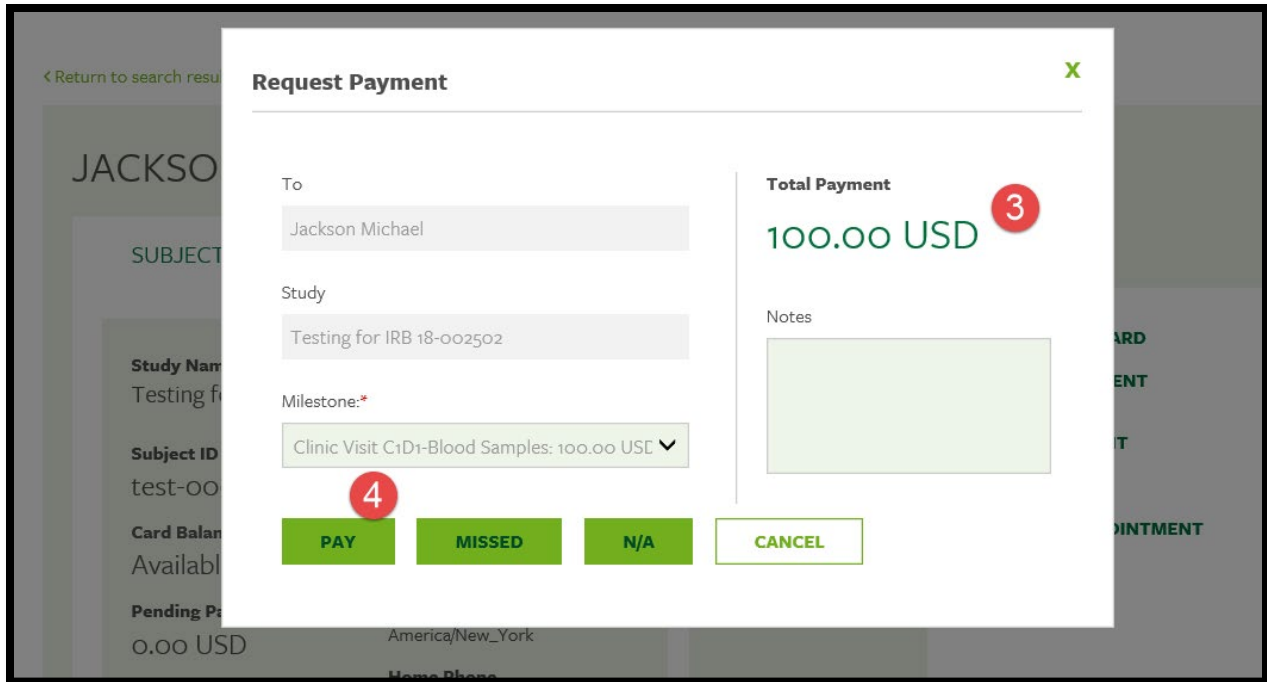 < Return to search resu
Request Payment
X
JACKSO
To
Jackson Michael
Total Payment
3
100.00 USD
SUBJECT
Study
Testing for IRB 18-002502
Notes
ARD
Study Nam
Testing fo
ENT
Milestone:*
Clinic Visit C1D1-Blood Samples: 100.00 USD
Subject ID
test-00
IT
4
Card Balan
Availabl
PAY
MISSED
N/A
CANCEL
OINTMENT
Pending Pa
0.00 USD
America/New_York
Home Phone